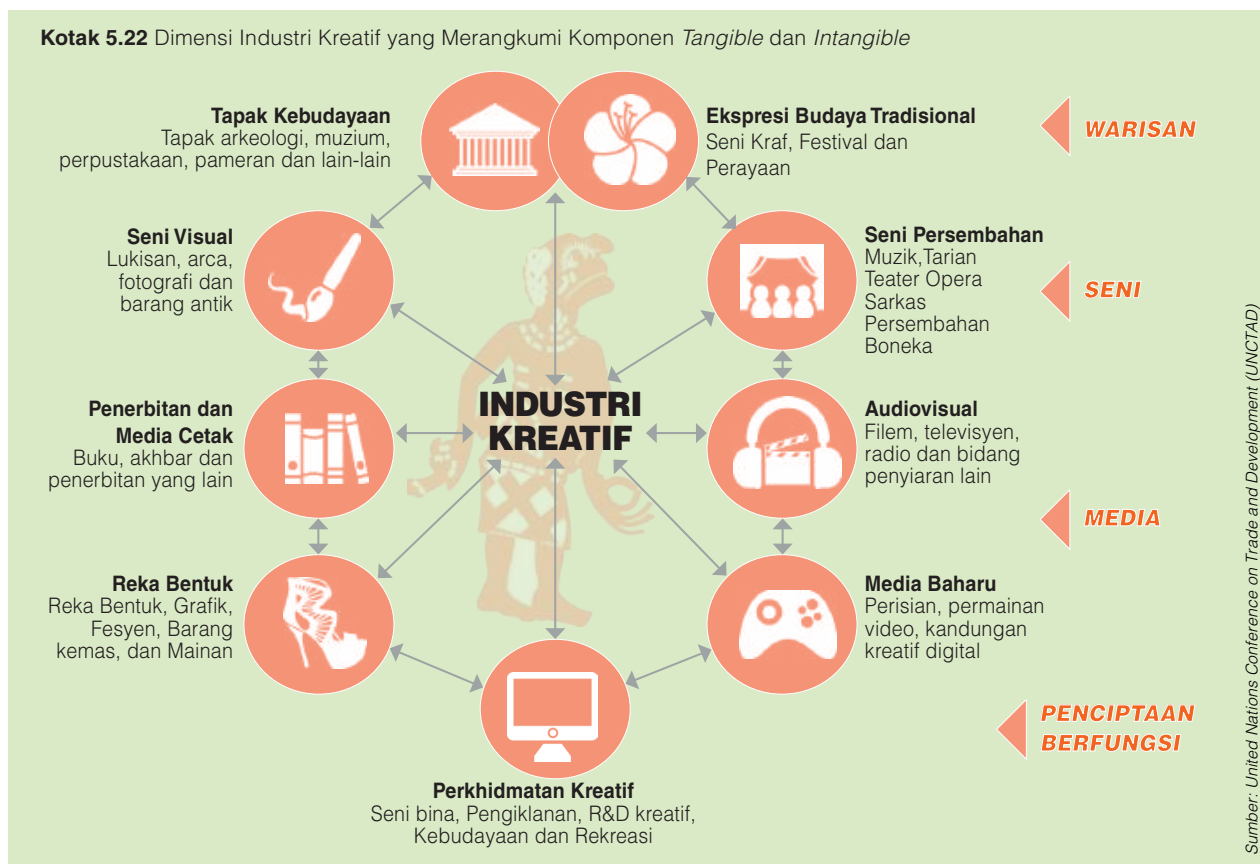 Kotak 5.22 Dimensi Industri Kreatif yang Merangkumi Komponen Tangible dan Intangible
Tapak Kebudayaan
Tapak arkeologi, muzium,
perpustakaan, pameran dan lain-lain
Ekspresi Budaya Tradisional
Seni Kraf, Festival dan
Perayaan
WARISAN
Seni Visual
Lukisan, arca,
fotografi dan
barang antik
Seni Persembahan
Muzik,Tarian
Teater Opera
Sarkas
Persembahan
Boneka
SENI
Penerbitan dan
Media Cetak
Buku, akhbar dan
penerbitan yang lain
INDUSTRI
KREATIF
Audiovisual
Filem, televisyen,
radio dan bidang
penyiaran lain
MEDIA
Reka Bentuk
Reka Bentuk, Grafik,
Fesyen, Barang
kemas, dan Mainan
Media Baharu
Perisian, permainan
video, kandungan
kreatif digital
PENCIPTAAN
BERFUNGSI
Perkhidmatan Kreatif
Seni bina, Pengiklanan, R&D kreatif,
Kebudayaan dan Rekreasi
Sumber: United Nations Conference on Trade and Development (UNCTAD)